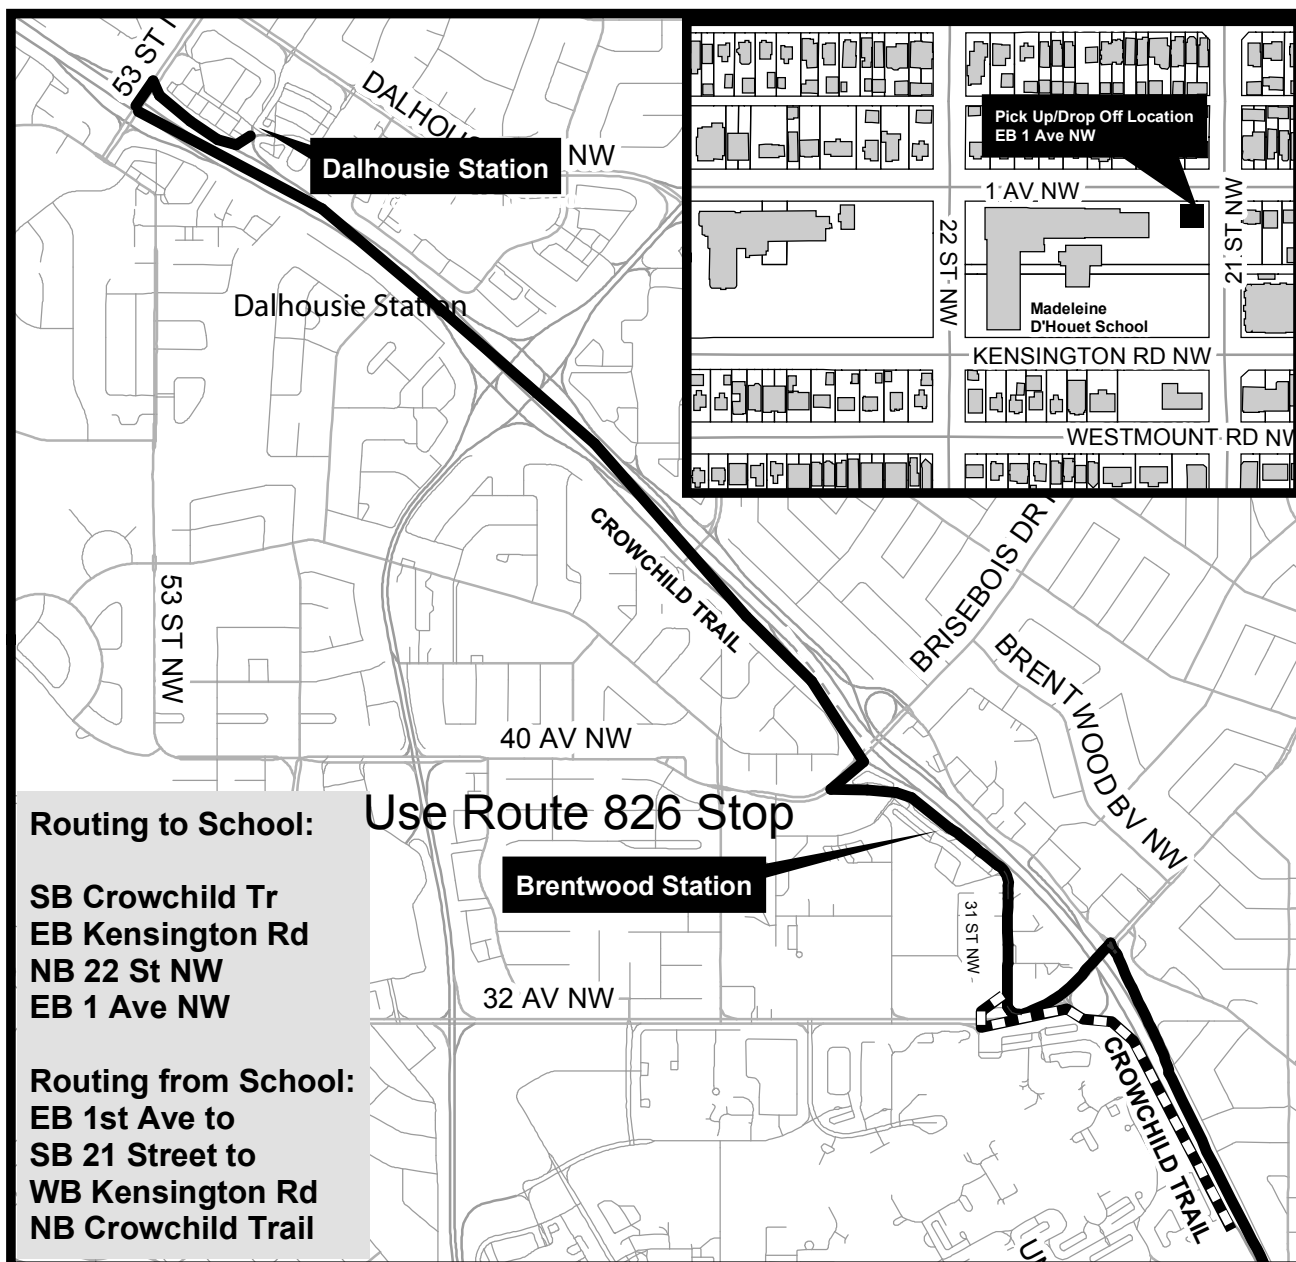 53 ST
DALHOUSIE
NW
Dalhousie Station
Dalhousie Station
Pick Up/Drop Off Location
EB 1 Ave NW
1 AV NW
22 ST NW
21 ST NW
Madeleine
D'Houet School
KENSINGTON RD NW
WESTMOUNT RD NW
CROWCHILD TRAIL
53 ST NW
BRISEBOIS DR
BRENTWOOD BV NW
40 AV NW
Use Route 826 Stop
Brentwood Station
31 ST NW
32 AV NW
CROWCHILD TRAIL
Routing to School:
SB Crowchild Tr
EB Kensington Rd
NB 22 St NW
EB 1 Ave NW
Routing from School:
EB 1st Ave to
SB 21 Street to
WB Kensington Rd
NB Crowchild Trail